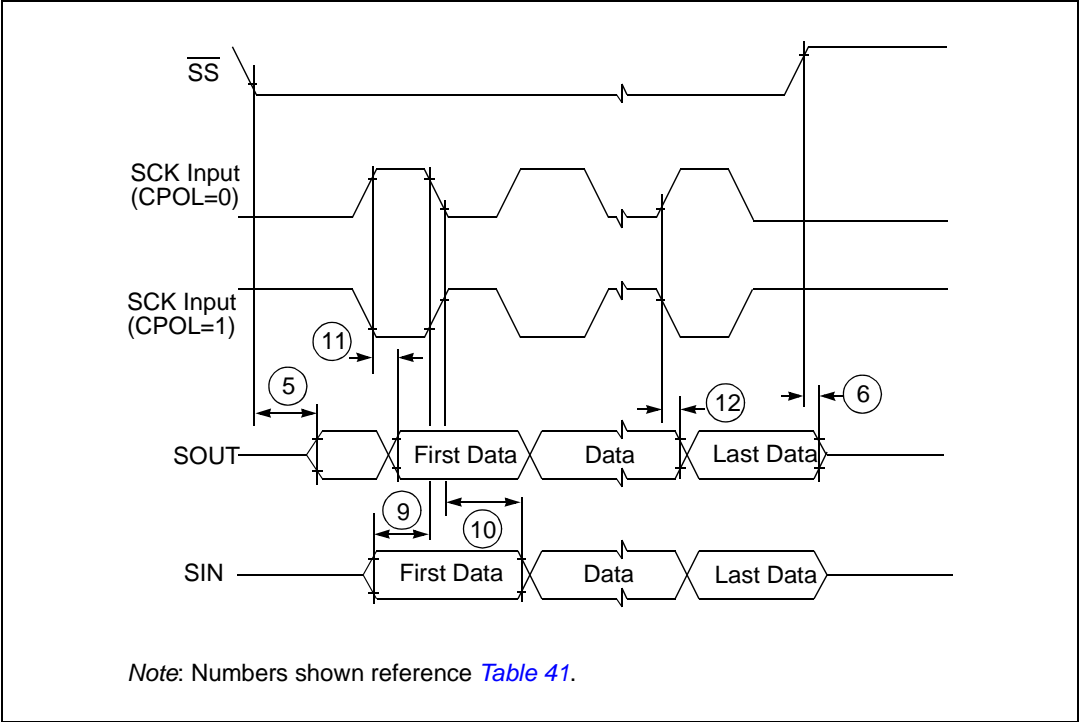 SS
SCK Input
(CPOL=0)
SCK Input
(CPOL=1)
11
5
12
6
SOUT
First Data
Data
Last Data
9
10
SIN
First Data
Data
Last Data
Note: Numbers shown reference Table 41.